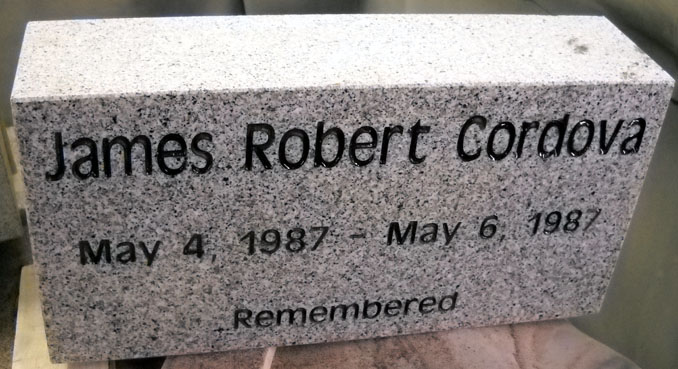 James Robert Cordova
May 4, 1987 - May 6, 1987
Remembered